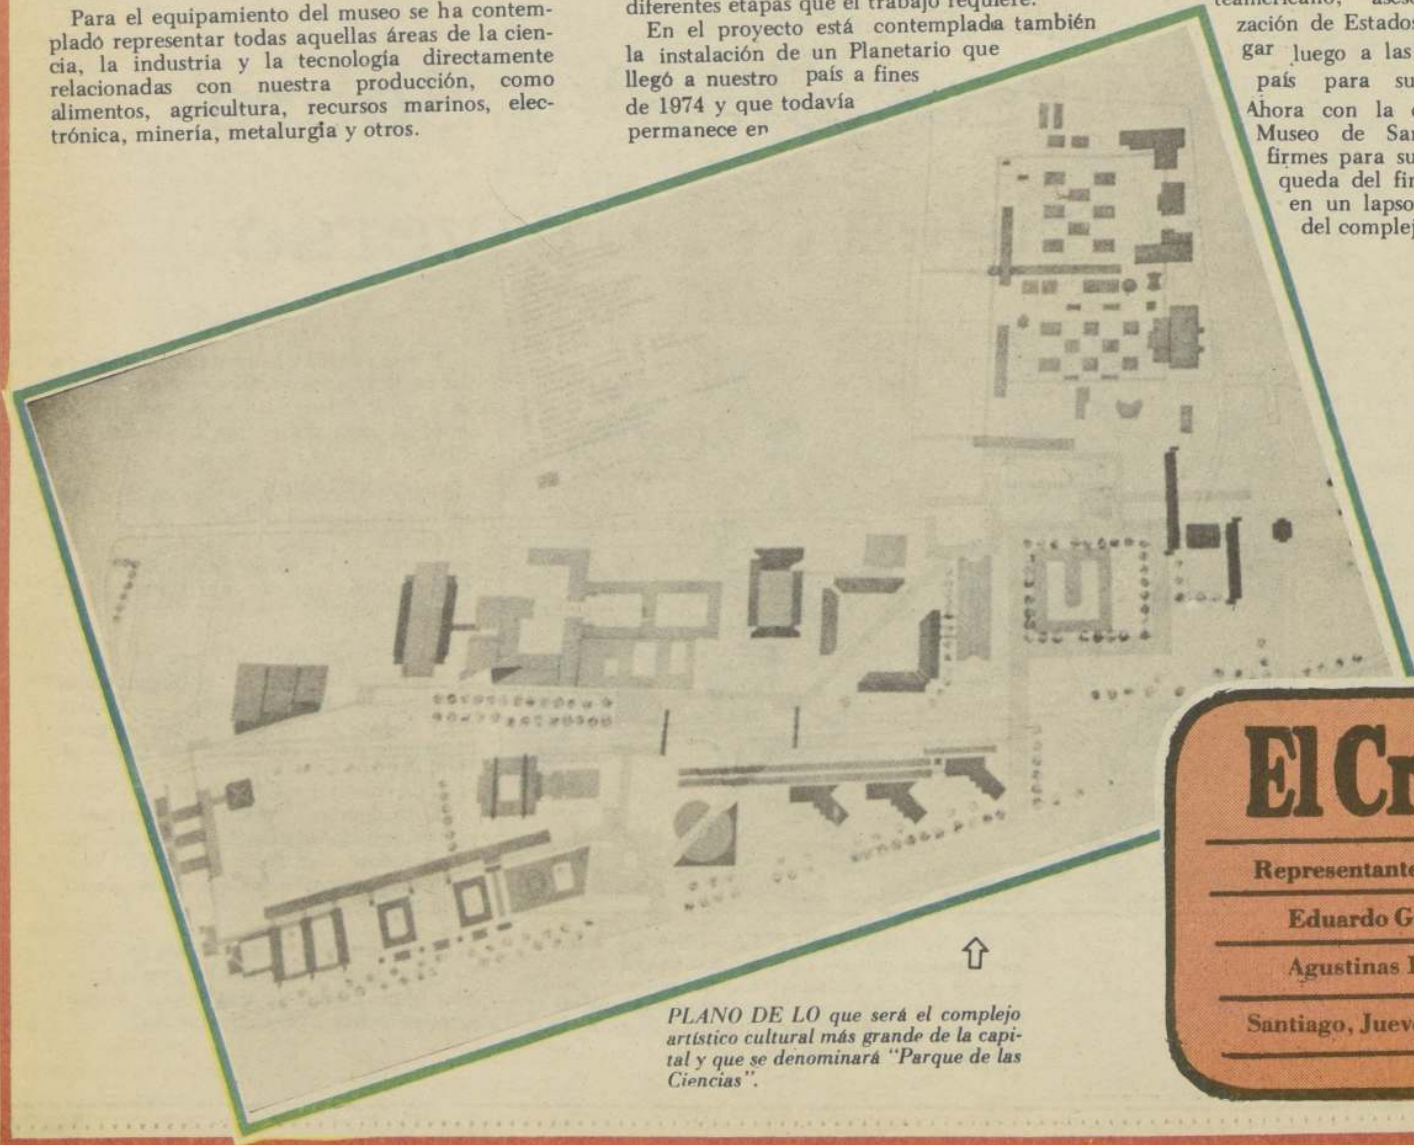 Para el equipamiento del museo se ha contem-
plado representar todas aquellas áreas de la cien-
cia, la industria y la tecnología directamente
relacionadas con nuestra producción, como
alimentos, agricultura, recursos marinos, elec-
trónica, minería, metalurgia y otros.
diferentes etapas que el trabajo requiere.
En el proyecto está contemplada también
la instalación de un Planetario que
llegó a nuestro país a fines
de 1974 y que todavía
permanece en
zación de Estados
gar luego a las
país para su
Ahora con la
Museo de
firmes para su
queda del
en un lapso
del
PLANO DE LO que será el complejo
artístico cultural más grande de la capi-
tal y que se denominará "Parque de las
Ciencias".
El
Eduardo
Agustinas
Santiago,